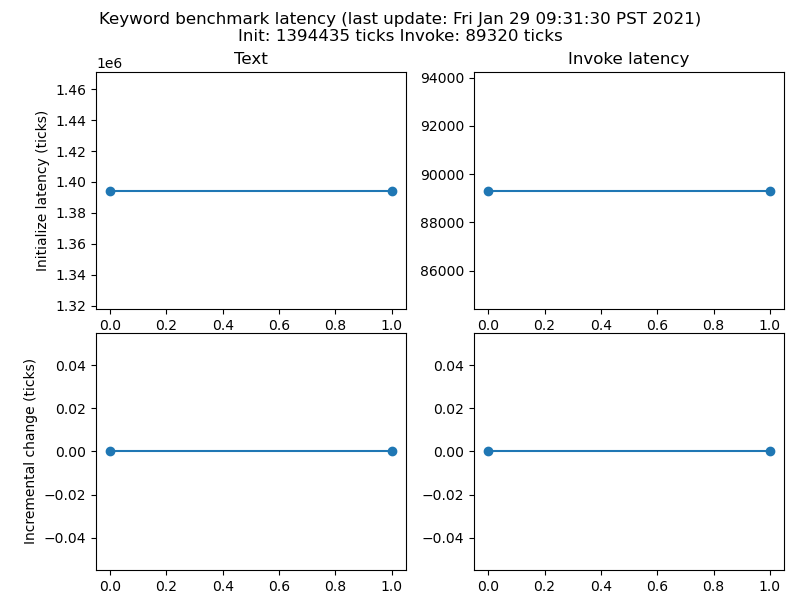 Keyword benchmark latency (last update: Fri Jan 29 09:31:30 PST 2021)
Init: 1394435 ticks Invoke: 89320 ticks
Text
1e6
Initialize latency (ticks)
1.46
1.44
1.42
1.40
1.38
1.36
1.34
1.32
0.0 0.2 0.4 0.6 0.8 1.0
Invoke latency
94000
92000
90000
88000
86000
0.0 0.2 0.4 0.6 0.8 1.0
Incremental change (ticks)
0.04
0.02
0.00
−0.02
−0.04
0.0 0.2 0.4 0.6 0.8 1.0
0.04
0.02
0.00
−0.02
−0.04
0.0 0.2 0.4 0.6 0.8 1.0